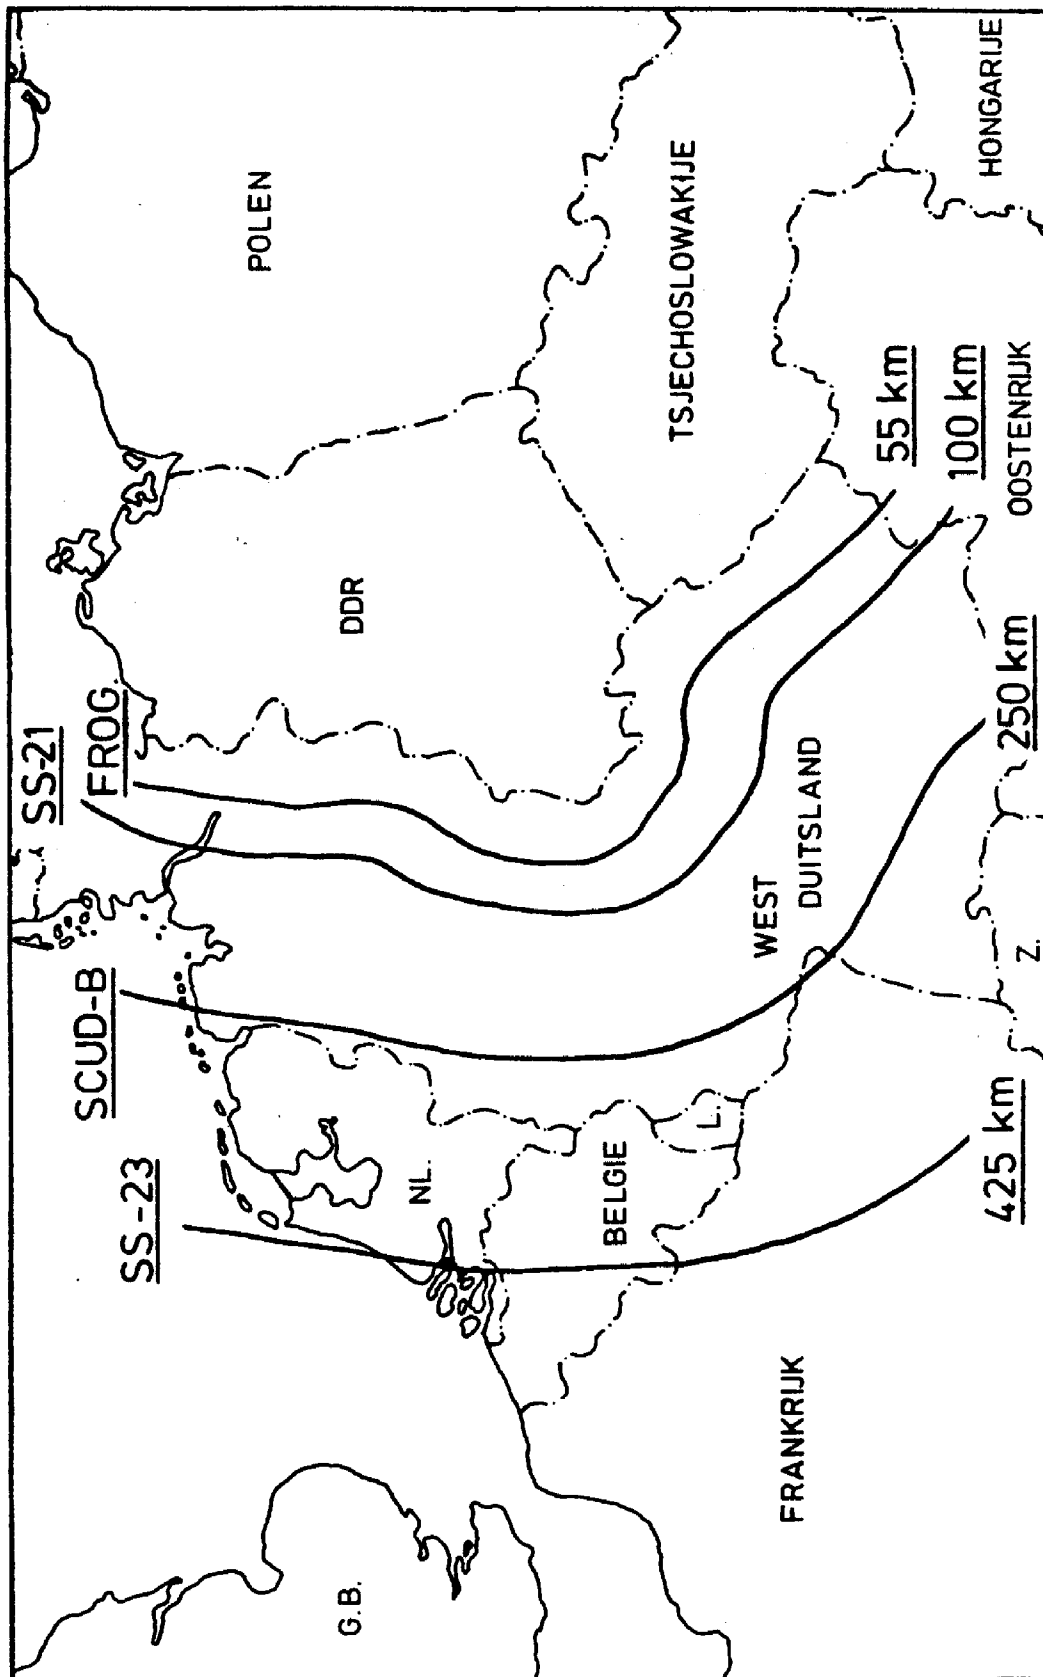 SS-23
SCUD-B
SS-21
FROG
G.B.
NL.
BELGIE
L.
DDR
POLEN
FRANKRIJK
WEST
DUITSLAND
TSJECHOSLOWAKIJE
Z.
OOSTENRIJK
HONGARIJE
425 km
250 km
100 km
55 km